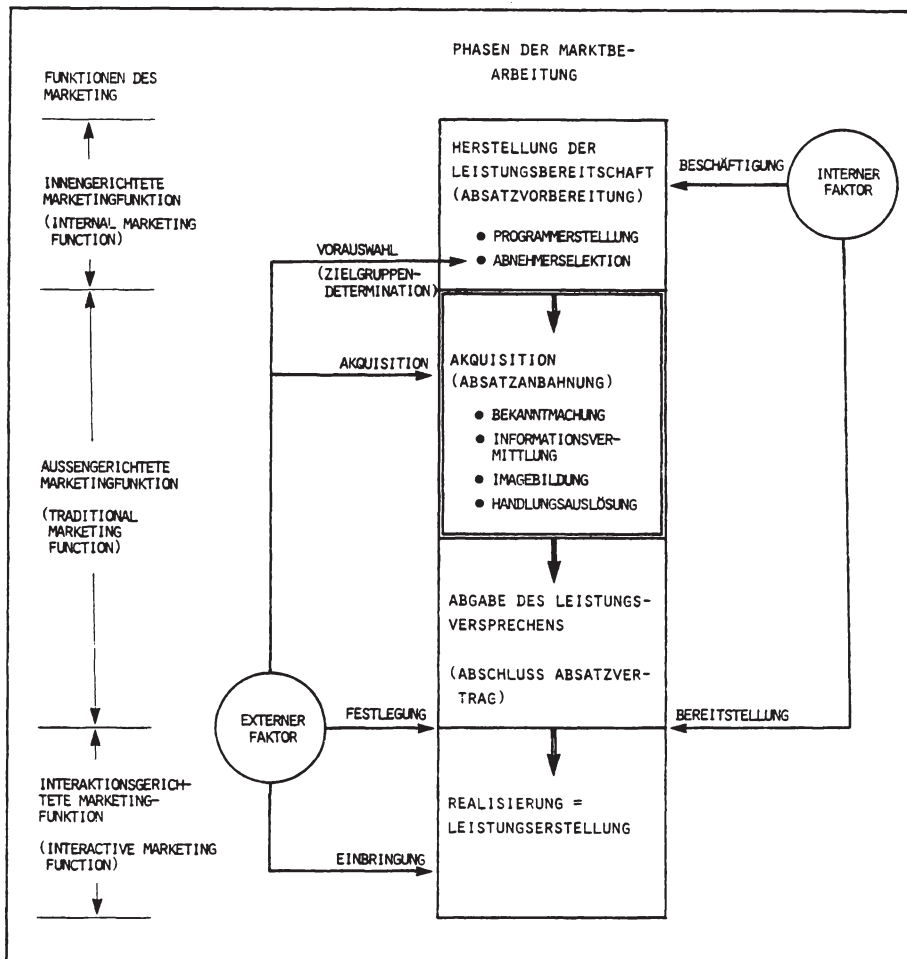 PHASEN DER MARKTBE-
ARBEITUNG
FUNKTIONEN DES
MARKETING
INNENGERICHTETE
MARKETINGFUNKTION
(INTERNAL MARKETING
FUNCTION)
AUSSENGERICHTETE
MARKETINGFUNKTION
(TRADITIONAL
MARKETING
FUNCTION)
INTERAKTIONSGERICH-
TETE MARKETING-
FUNKTION
(INTERACTIVE MARKETING
FUNCTION)
VORAUSWAHL
(ZIELGRUPPEN-
DETERMINATION)
AKQUISITION
EXTERNER
FAKTOR
FESTLEGUNG
EINBRINGUNG
HERSTELLUNG DER
LEISTUNGSBEREITSCHAFT
(ABSATZVORBEREITUNG)
● PROGRAMMERSTELLUNG
● ABNEHMERSELEKTION
AKQUISITION
(ABSATZANBAHNUNG)
● BEKANNTMACHUNG
● INFORMATIONSVER-
MITTLUNG
● IMAGEBILDUNG
● HANDLUNGSAUSLÖSUNG
ABGABE DES LEISTUNGS-
VERSPRECHENS
(ABSCHLUSS ABSATZVER-
TRAG)
REALISIERUNG =
LEISTUNGSERSTELLUNG
BESCHÄFTIGUNG
INTERNER
FAKTOR
BEREITSTELLUNG